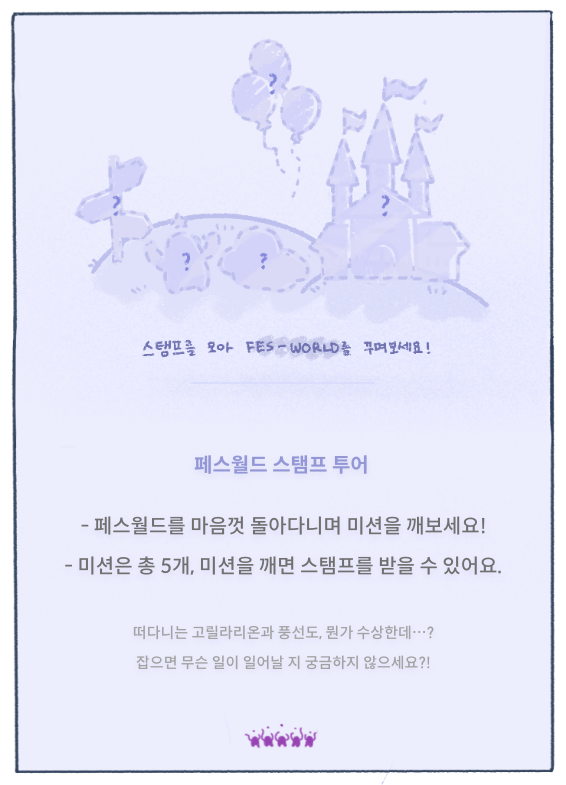 ?
?
?
?
?
스탬프를 모아 FES-WORLD를 꾸며보세요!
페스월드 스탬프 투어
- 페스월드를 마음껏 돌아다니며 미션을 깨보세요!
- 미션은 총 5개, 미션을 깨면 스탬프를 받을 수 있어요.
떠다니는 고릴라리온과 풍선도, 뭔가 수상한데…?
잡으면 무슨 일이 일어날 지 궁금하지 않으세요?!